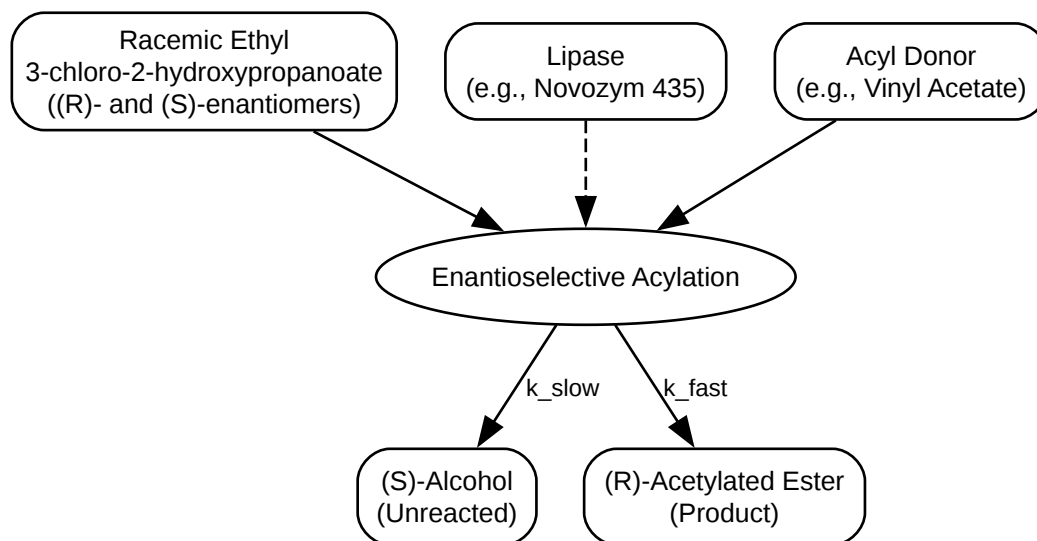 Racemic Ethyl
3-chloro-2-hydroxypropanoate
((R)- and (S)-enantiomers)
Lipase
(e.g., Novozym 435)
Acyl Donor
(e.g., Vinyl Acetate)
Enantioselective Acylation
k_slow
k_fast
(S)-Alcohol
(Unreacted)
(R)-Acetylated Ester
(Product)